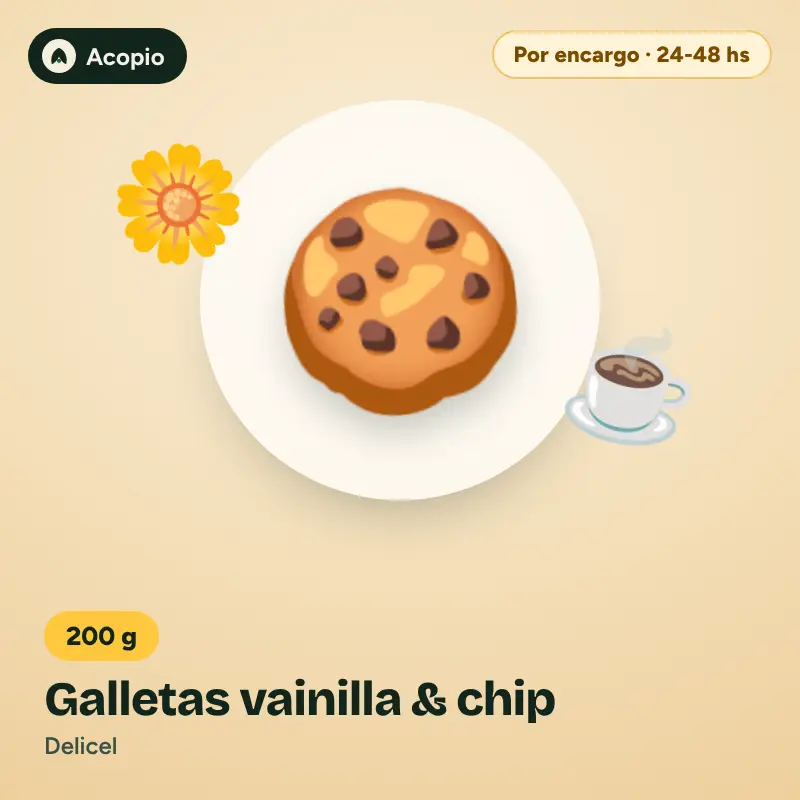 Acopio
Por encargo · 24-48 hs
200 g
Galletas vainilla & chip
Delicel